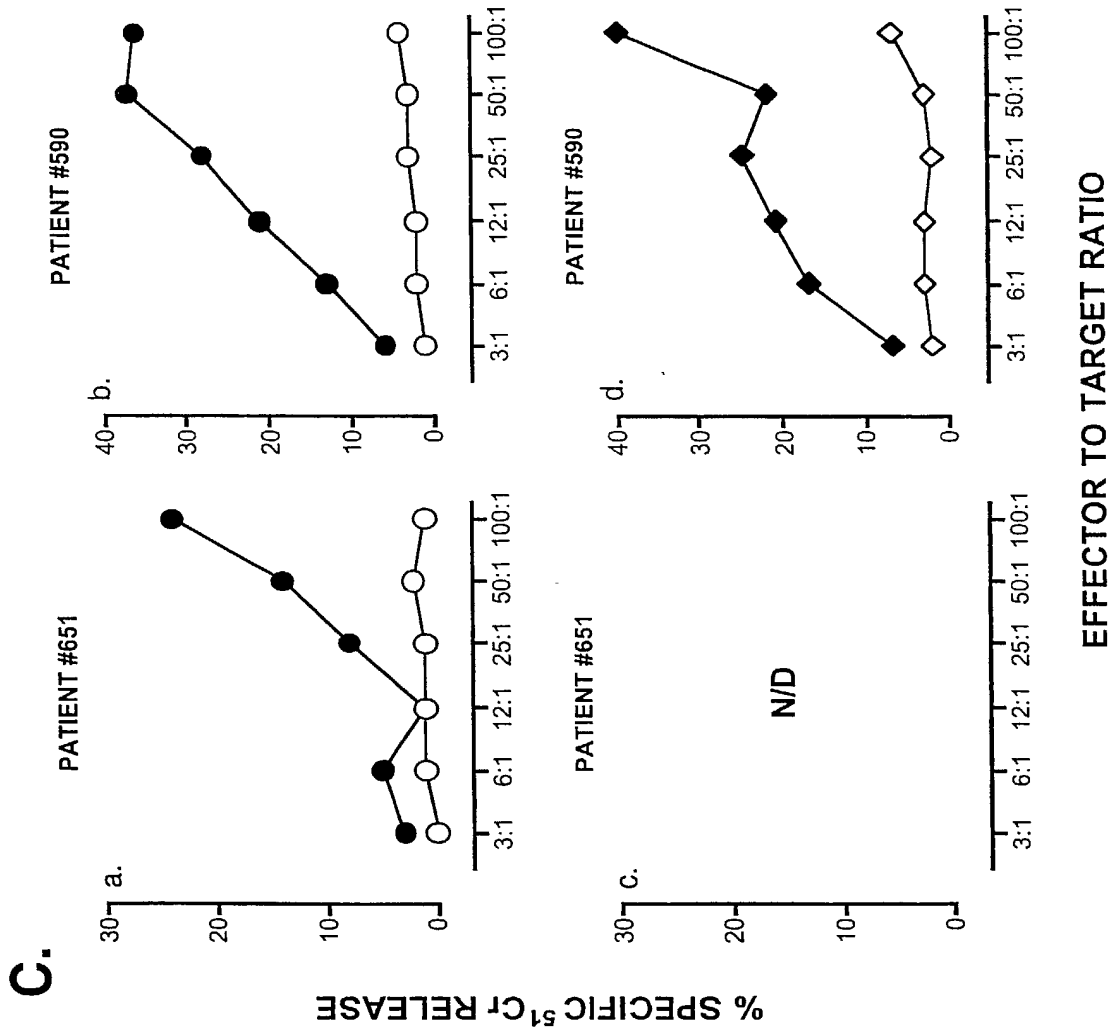 C.
% SPECIFIC ⁵¹Cr RELEASE
a.
PATIENT #651
30
20
10
0
3:1 6:1 12:1 25:1 50:1 100:1
b.
PATIENT #590
40
30
20
10
0
3:1 6:1 12:1 25:1 50:1 100:1
c.
PATIENT #651
30
20
10
0
N/D
3:1 6:1 12:1 25:1 50:1 100:1
d.
PATIENT #590
40
30
20
10
0
3:1 6:1 12:1 25:1 50:1 100:1
EFFECTOR TO TARGET RATIO